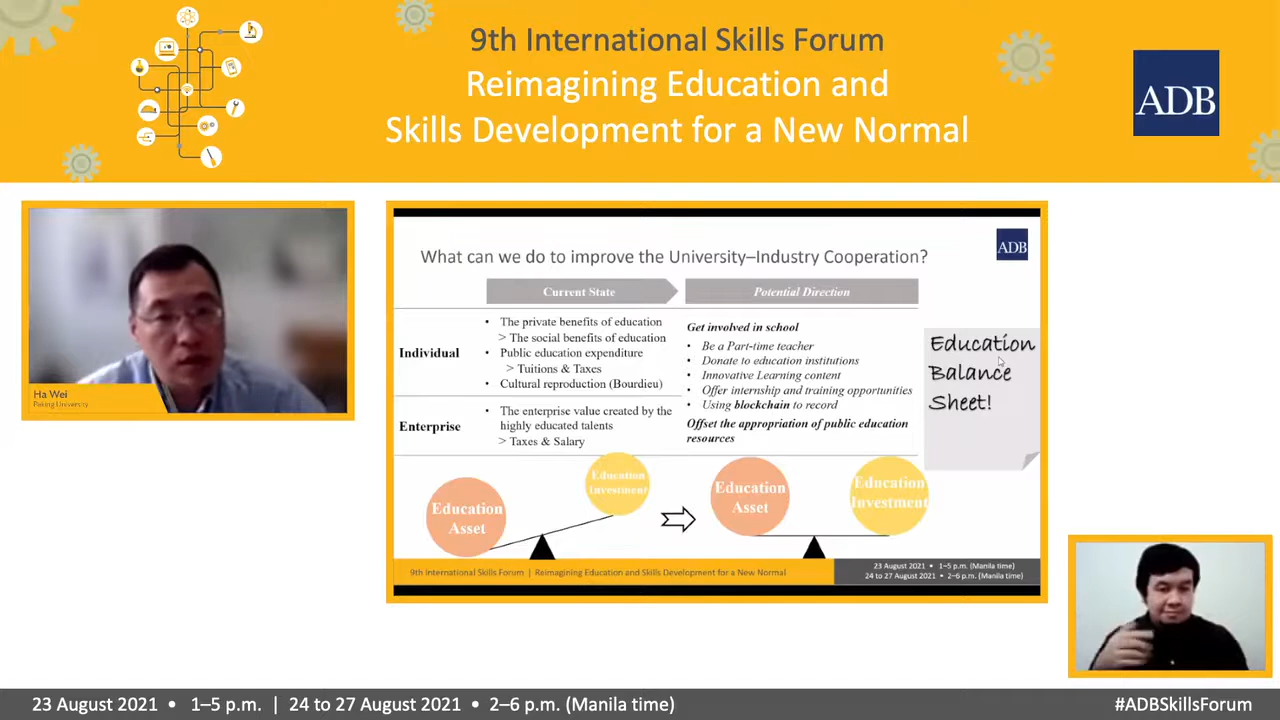 9th International Skills Forum
Reimagining Education and
Skills Development for a New Normal
ADB
Ha Wei
Peking University
ADB
What can we do to improve the University–Industry Cooperation?
Current State
Potential Direction
Individual
• The private benefits of education
> The social benefits of education
• Public education expenditure
> Tuitions & Taxes
• Cultural reproduction (Bourdieu)
Get involved in school
• Be a Part-time teacher
• Donate to education institutions
• Innovative Learning content
• Offer internship and training opportunities
• Using blockchain to record
Enterprise
• The enterprise value created by the
highly educated talents
> Taxes & Salary
Offset the appropriation of public education
resources
Education
Balance
Sheet!
Education
Asset
Education
Investment
Education
Asset
Education
Investment
9th International Skills Forum | Reimagining Education and Skills Development for a New Normal
23 August 2021 • 1–5 p.m. (Manila time)
24 to 27 August 2021 • 2–6 p.m. (Manila time)
23 August 2021 • 1–5 p.m. | 24 to 27 August 2021 • 2–6 p.m. (Manila time)
#ADBSkillsForum